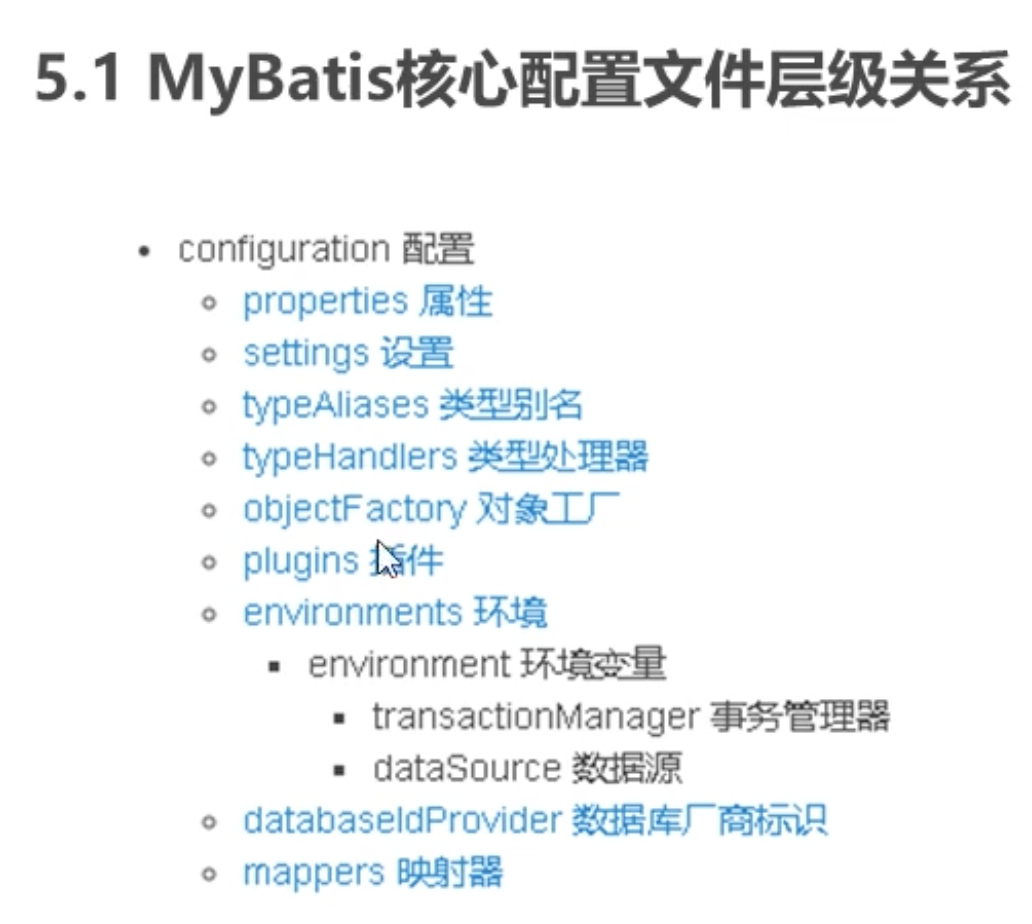 5.1 MyBatis核心配置文件层级关系
configuration 配置
properties 属性
settings 设置
typeAliases 类型别名
typeHandlers 类型处理器
objectFactory 对象工厂
plugins 插件
environments 环境
environment 环境变量
transactionManager 事务管理器
dataSource 数据源
databaseIdProvider 数据库厂商标识
mappers 映射器